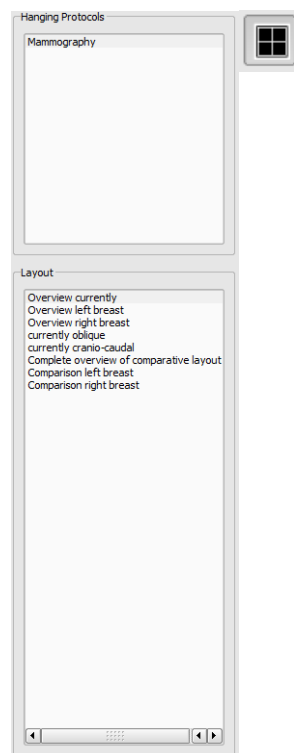 Hanging Protocols
Mammography
Layout
Overview currently
Overview left breast
Overview right breast
currently oblique
currently cranio-caudal
Complete overview of comparative layout
Comparison left breast
Comparison right breast